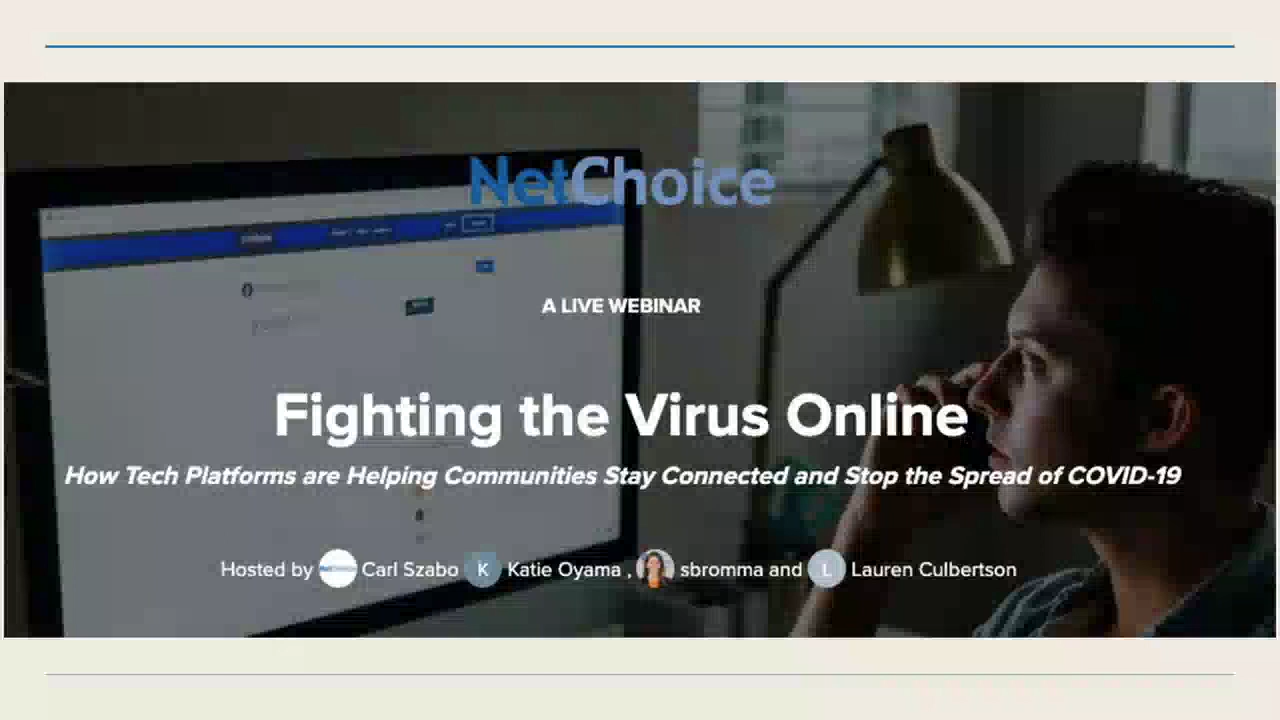 NetChoice
A LIVE WEBINAR
Fighting the Virus Online
How Tech Platforms are Helping Communities Stay Connected and Stop the Spread of COVID-19
Hosted by Carl Szabo K Katie Oyama , sbromma and L Lauren Culbertson